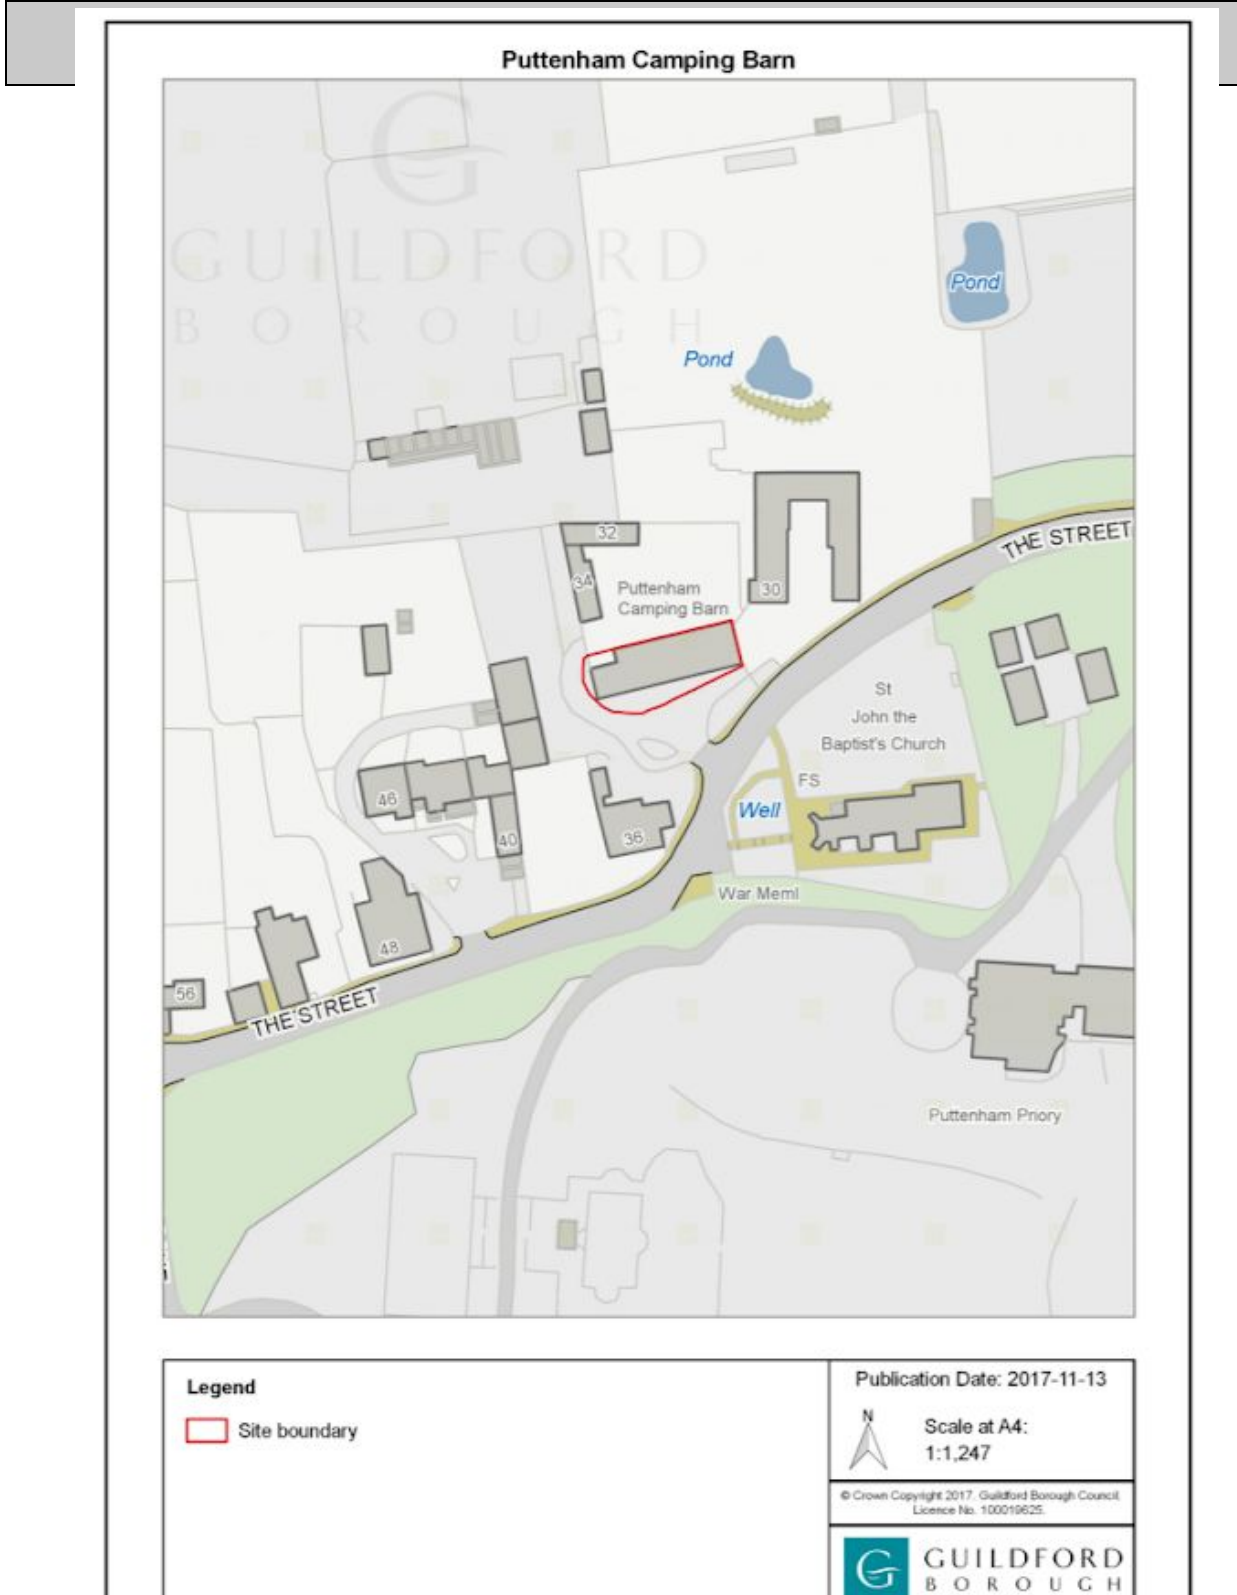 Puttenham Camping Barn
GUILDFORD
BOROUGH
Pond
Pond
THE STREET
32
34
30
Puttenham
Camping Barn
St
John the
Baptist's Church
FS
46
Well
36
40
War Meml
48
56
THE STREET
Puttenham Priory
Legend
Site boundary
Publication Date: 2017-11-13
N
Scale at A4:
1:1,247
© Crown Copyright 2017. Guildford Borough Council.
Licence No. 100019625.
G
GUILDFORD
BOROUGH